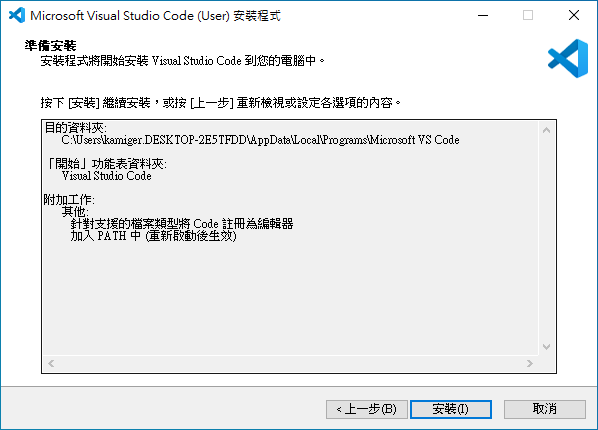 Microsoft Visual Studio Code (User) 安裝程式
準備安裝
安裝程式將開始安裝 Visual Studio Code 到您的電腦中。
按下 [安裝] 繼續安裝，或按 [上一步] 重新檢視或設定各選項的內容。
目的資料夾:
C:\Users\kamiger.DESKTOP-2E5TFDD\AppData\Local\Programs\Microsoft VS Code
「開始」功能表資料夾:
Visual Studio Code
附加工作:
其他:
針對支援的檔案類型將 Code 註冊為編輯器
加入 PATH 中 (重新啟動後生效)
< 上一步(B)
安裝(I)
取消